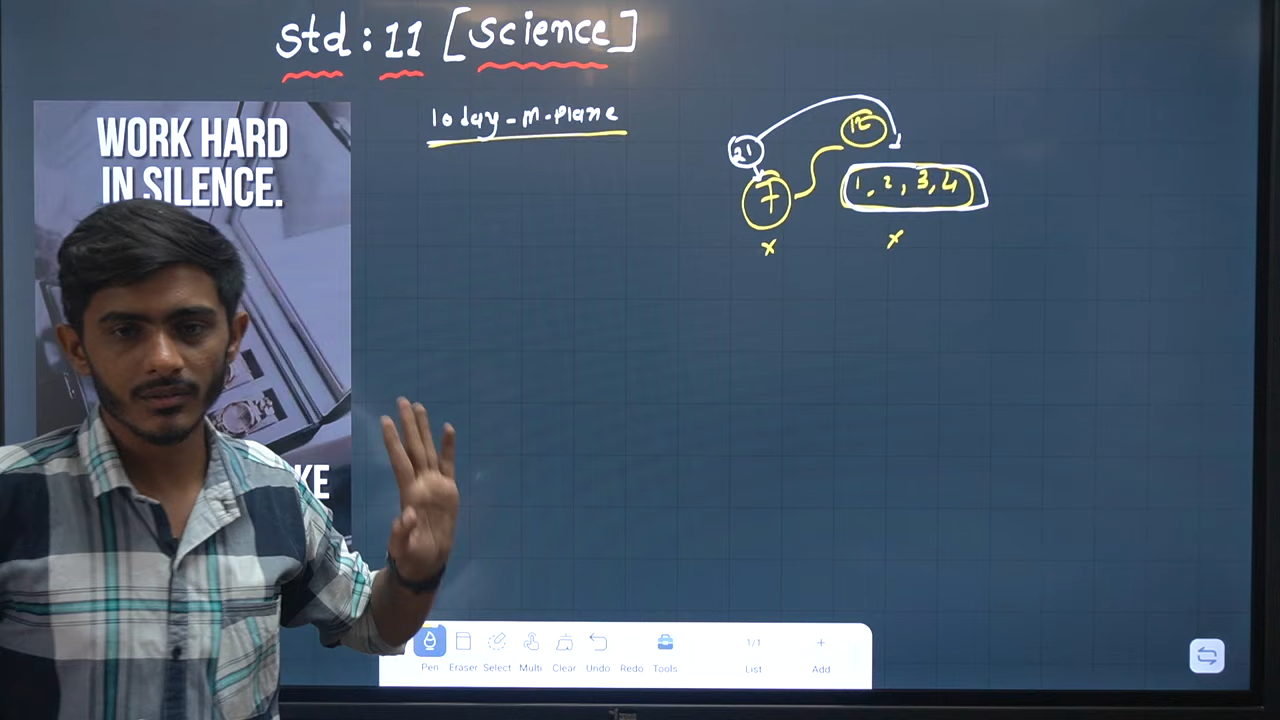 std : 11 [science]
WORK HARD
IN SILENCE.
10 day - m. plane
21
7
1, 2, 3, 4
x x
KE
Pen Eraser Select Multi Clear Undo Redo Tools 1/1 List + Add